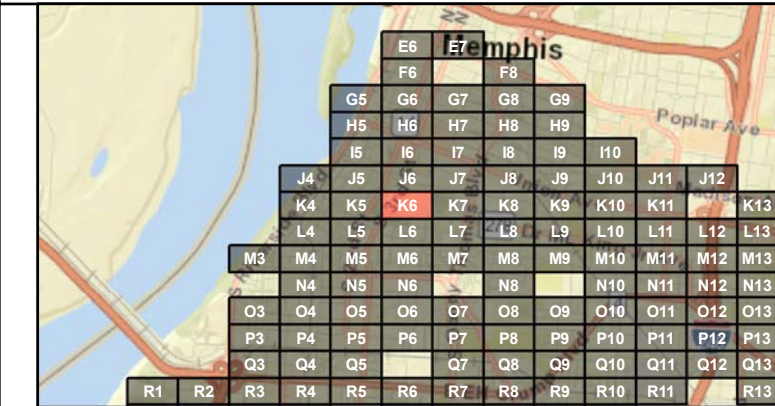 Memphis
E6 E7
F6 F8
G5 G6 G7 G8 G9
Poplar Ave
H5 H6 H7 H8 H9
I5 I6 I7 I8 I9 I10
J4 J5 J6 J7 J8 J9 J10 J11 J12
K4 K5 K6 K7 K8 K9 K10 K11 K13
L4 L5 L6 L7 L8 L9 L10 L11 L12 L13
M3 M4 M5 M6 M7 M8 M9 M10 M11 M12 M13
N4 N5 N6 N8 N10 N11 N12 N13
O3 O4 O5 O6 O7 O8 O9 O10 O11 O12 O13
P3 P4 P5 P6 P7 P8 P9 P10 P11 P12 P13
Q3 Q4 Q5 Q7 Q8 Q9 Q10 Q11 Q12 Q13
R1 R2 R3 R4 R5 R6 R7 R8 R9 R10 R11 R13